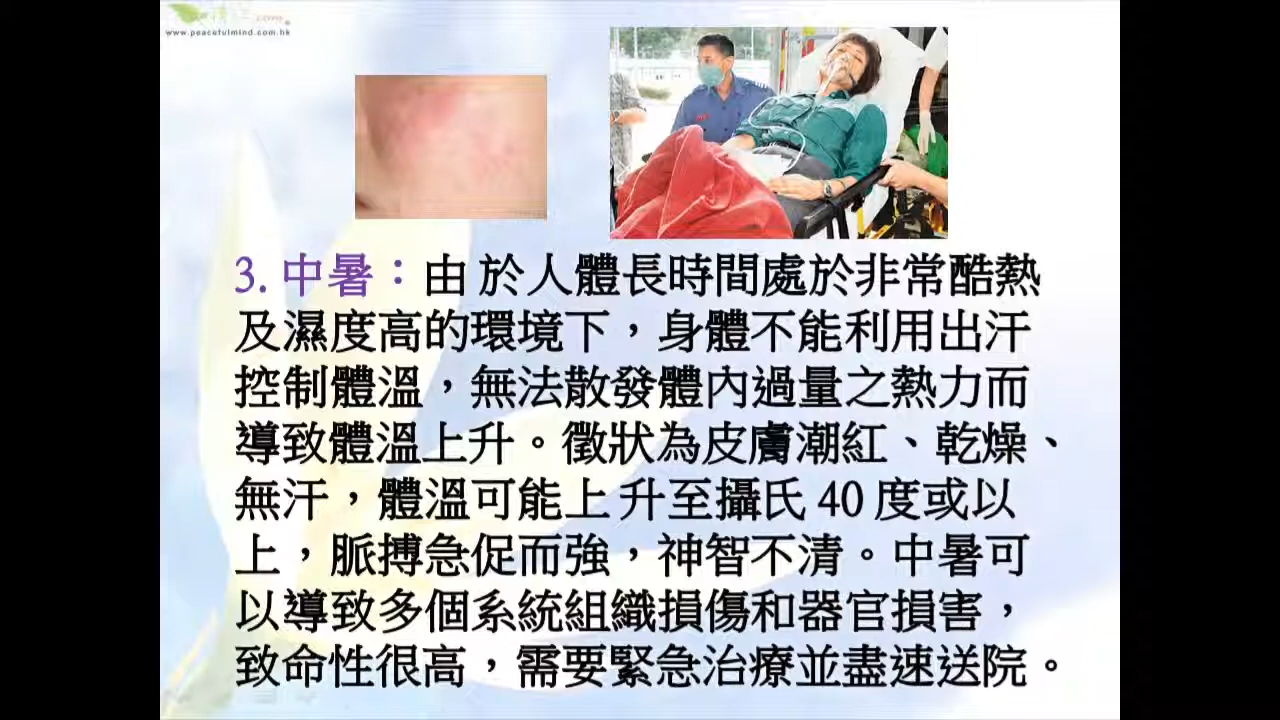 www.peacefulmind.com.hk
3. 中暑：由 於人體長時間處於非常酷熱
及濕度高的環境下，身體不能利用出汗
控制體溫，無法散發體內過量之熱力而
導致體溫上升。徵狀為皮膚潮紅、乾燥、
無汗，體溫可能上 升至攝氏 40 度或以
上，脈搏急促而強，神智不清。中暑可
以導致多個系統組織損傷和器官損害，
致命性很高，需要緊急治療並盡速送院。